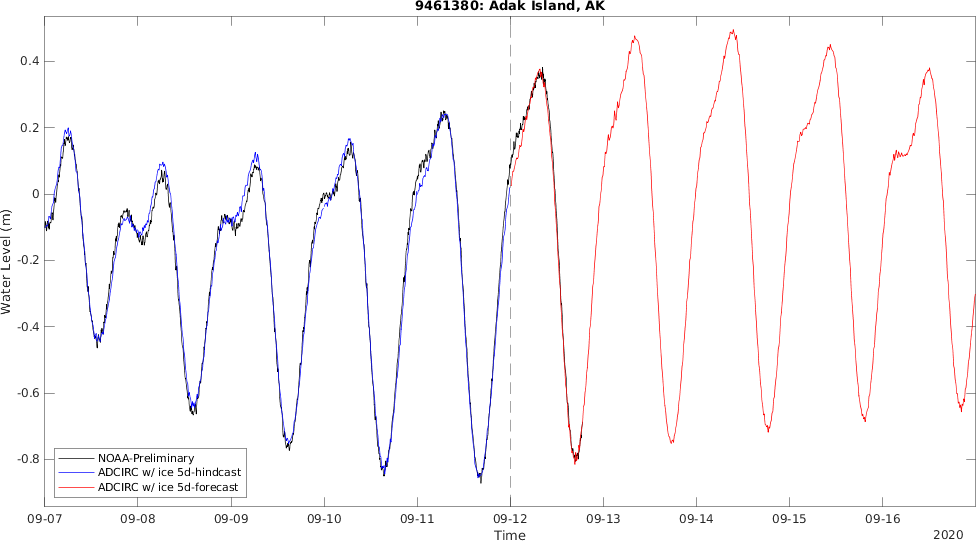 9461380: Adak Island, AK
Water Level (m)
0.4
0.2
0
-0.2
-0.4
-0.6
-0.8
NOAA-Preliminary
ADCIRC w/ ice 5d-hindcast
ADCIRC w/ ice 5d-forecast
09-07 09-08 09-09 09-10 09-11 09-12 09-13 09-14 09-15 09-16
Time
2020